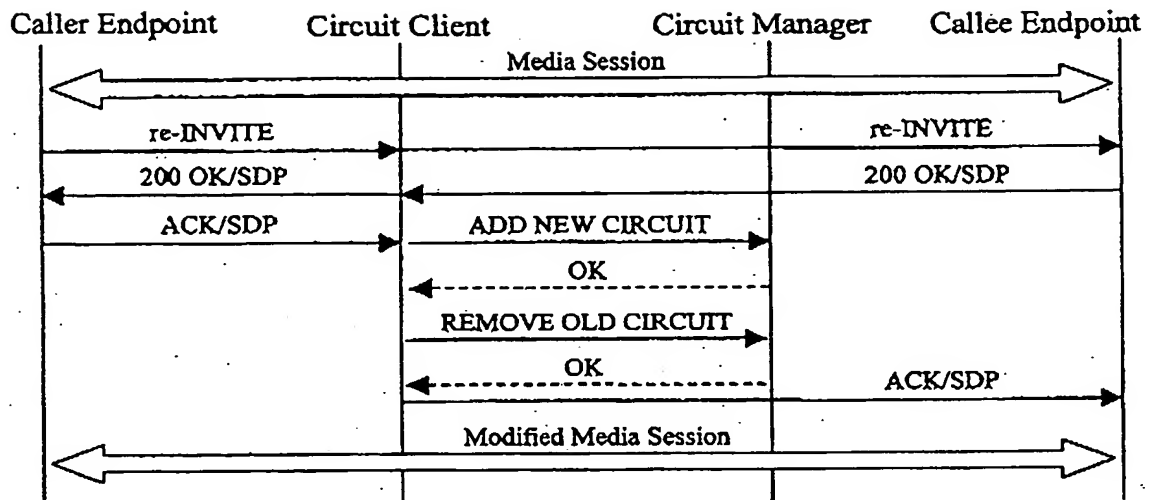 Caller Endpoint Circuit Client Circuit Manager Callee Endpoint
Media Session
re-INVITE re-INVITE
200 OK/SDP 200 OK/SDP
ACK/SDP ADD NEW CIRCUIT
OK
REMOVE OLD CIRCUIT
OK
ACK/SDP
Modified Media Session